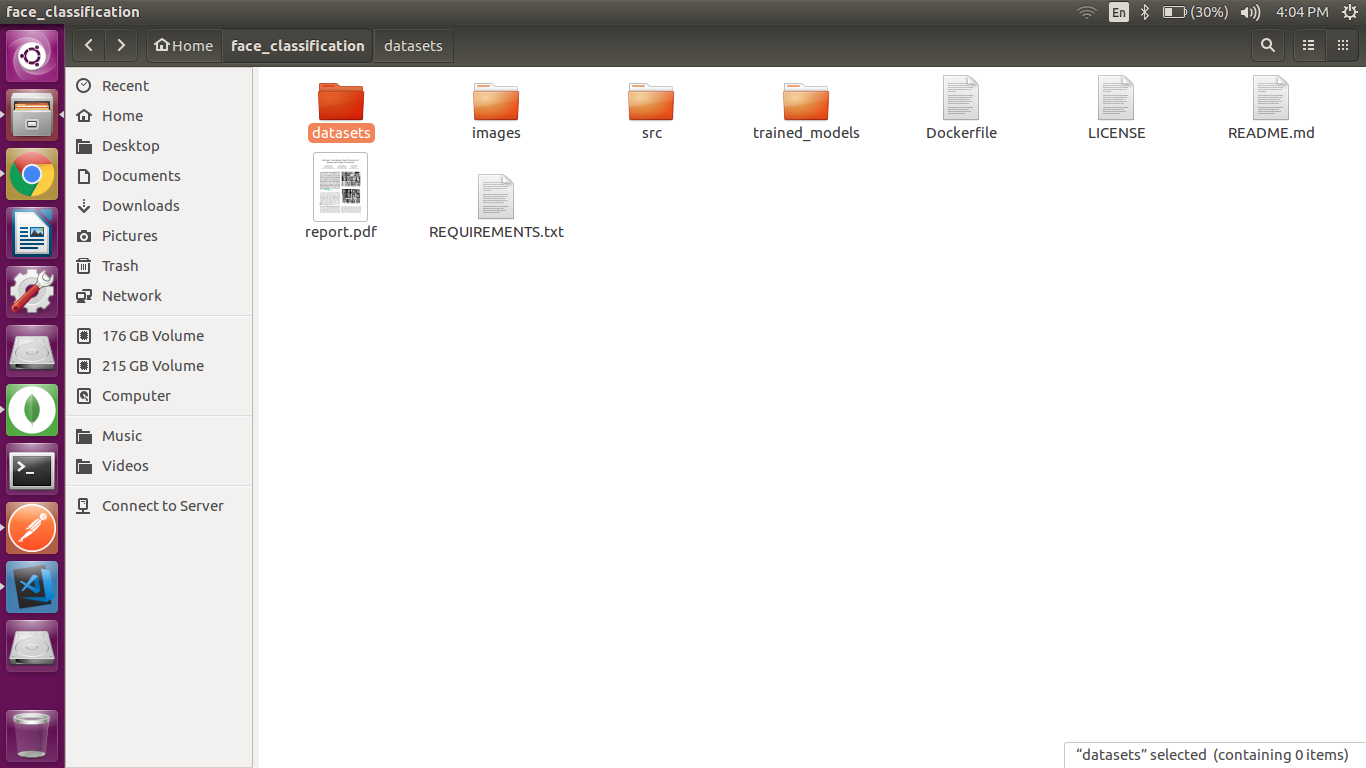 face_classification
En
(30%)
4:04 PM
Home
face_classification
datasets
Recent
Home
Desktop
Documents
Downloads
Pictures
Trash
Network
176 GB Volume
215 GB Volume
Computer
Music
Videos
Connect to Server
datasets
images
src
trained_models
Dockerfile
LICENSE
README.md
report.pdf
REQUIREMENTS.txt
>_
“datasets” selected (containing 0 items)